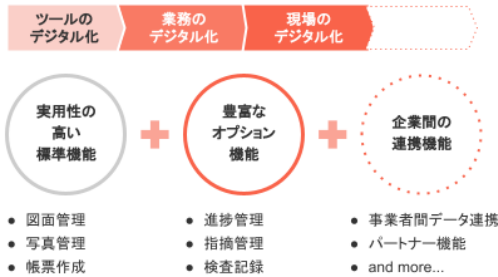 ツールの
デジタル化
業務の
デジタル化
現場の
デジタル化
実用性の
高い
標準機能
豊富な
オプション
機能
企業間の
連携機能
● 図面管理
● 写真管理
● 帳票作成
● 進捗管理
● 指摘管理
● 検査記録
● 事業者間データ連携
● パートナー機能
● and more...